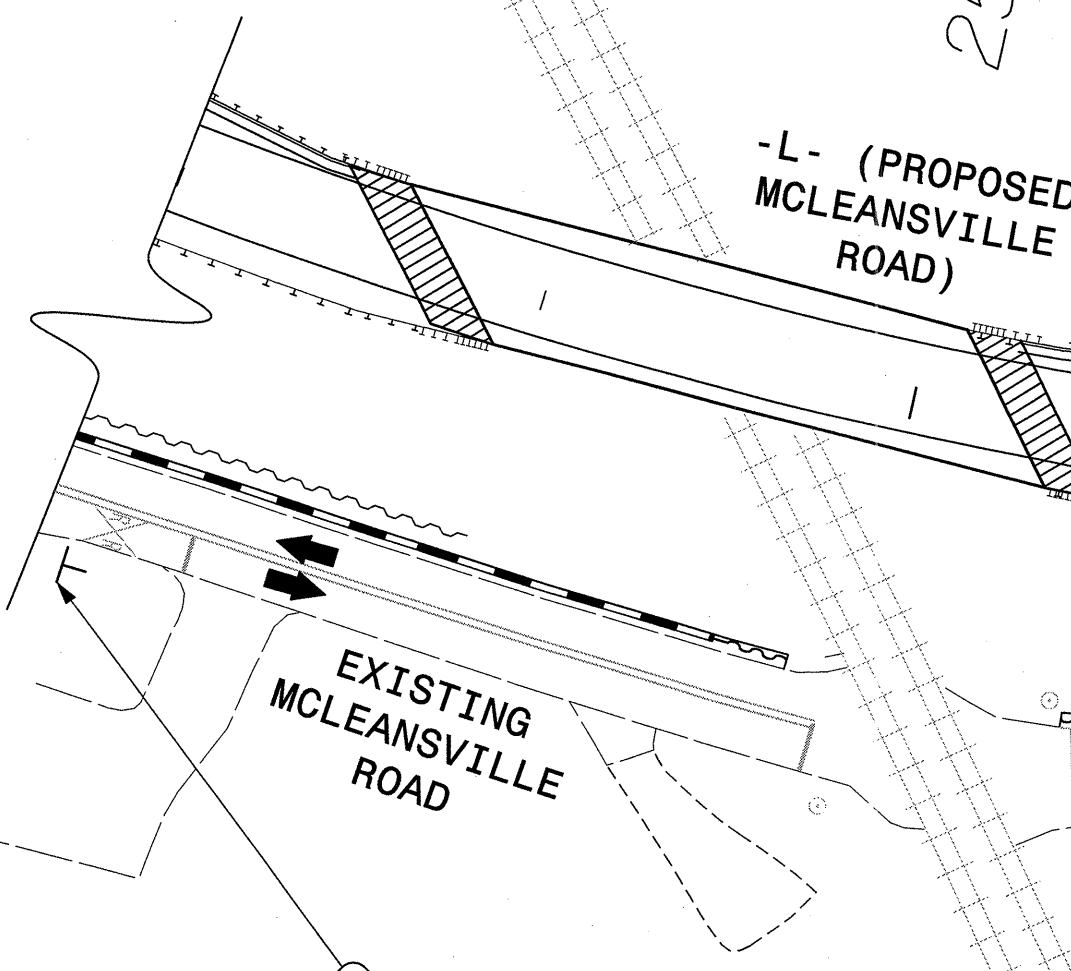 -L- (PROPOSED
MCLEANSVILLE
ROAD)
EXISTING
MCLEANSVILLE
ROAD